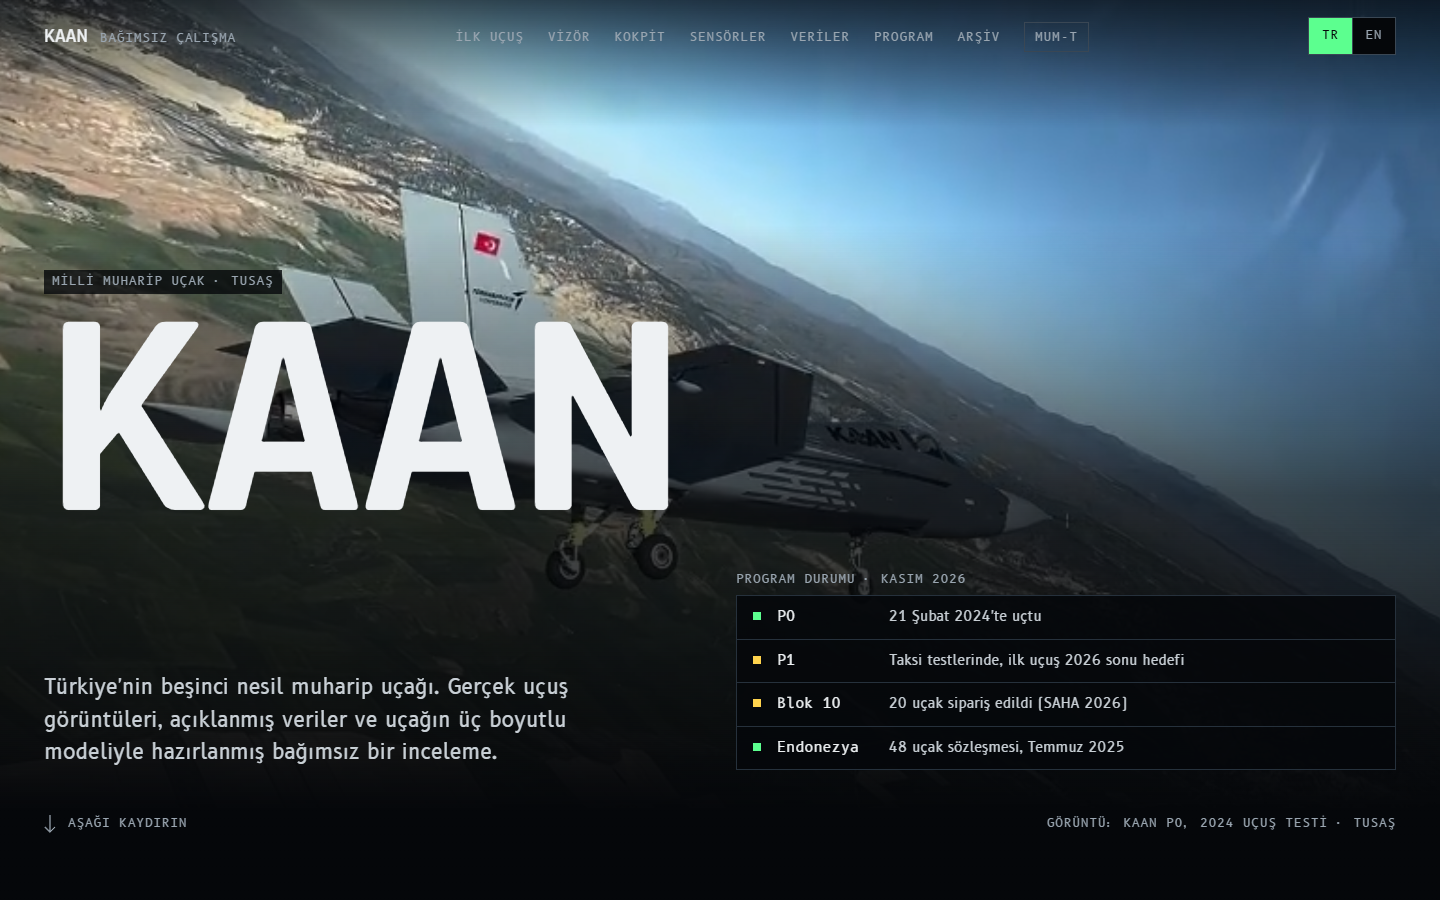 KAAN BAĞIMSIZ ÇALIŞMA
İLK UÇUŞ VİZÖR KOKPİT SENSÖRLER VERİLER PROGRAM ARŞİV MUM-T
TR EN
MİLLİ MUHARİP UÇAK · TUSAŞ
KAAN
KAAN
PROGRAM DURUMU · KASIM 2026
P0 21 Şubat 2024'te uçtu
P1 Taksi testlerinde, ilk uçuş 2026 sonu hedefi
Blok 10 20 uçak sipariş edildi (SAHA 2026)
Endonezya 48 uçak sözleşmesi, Temmuz 2025
Türkiye'nin beşinci nesil muharip uçağı. Gerçek uçuş
görüntüleri, açıklanmış veriler ve uçağın üç boyutlu
modeliyle hazırlanmış bağımsız bir inceleme.
AŞAĞI KAYDIRIN
GÖRÜNTÜ: KAAN P0, 2024 UÇUŞ TESTİ · TUSAŞ